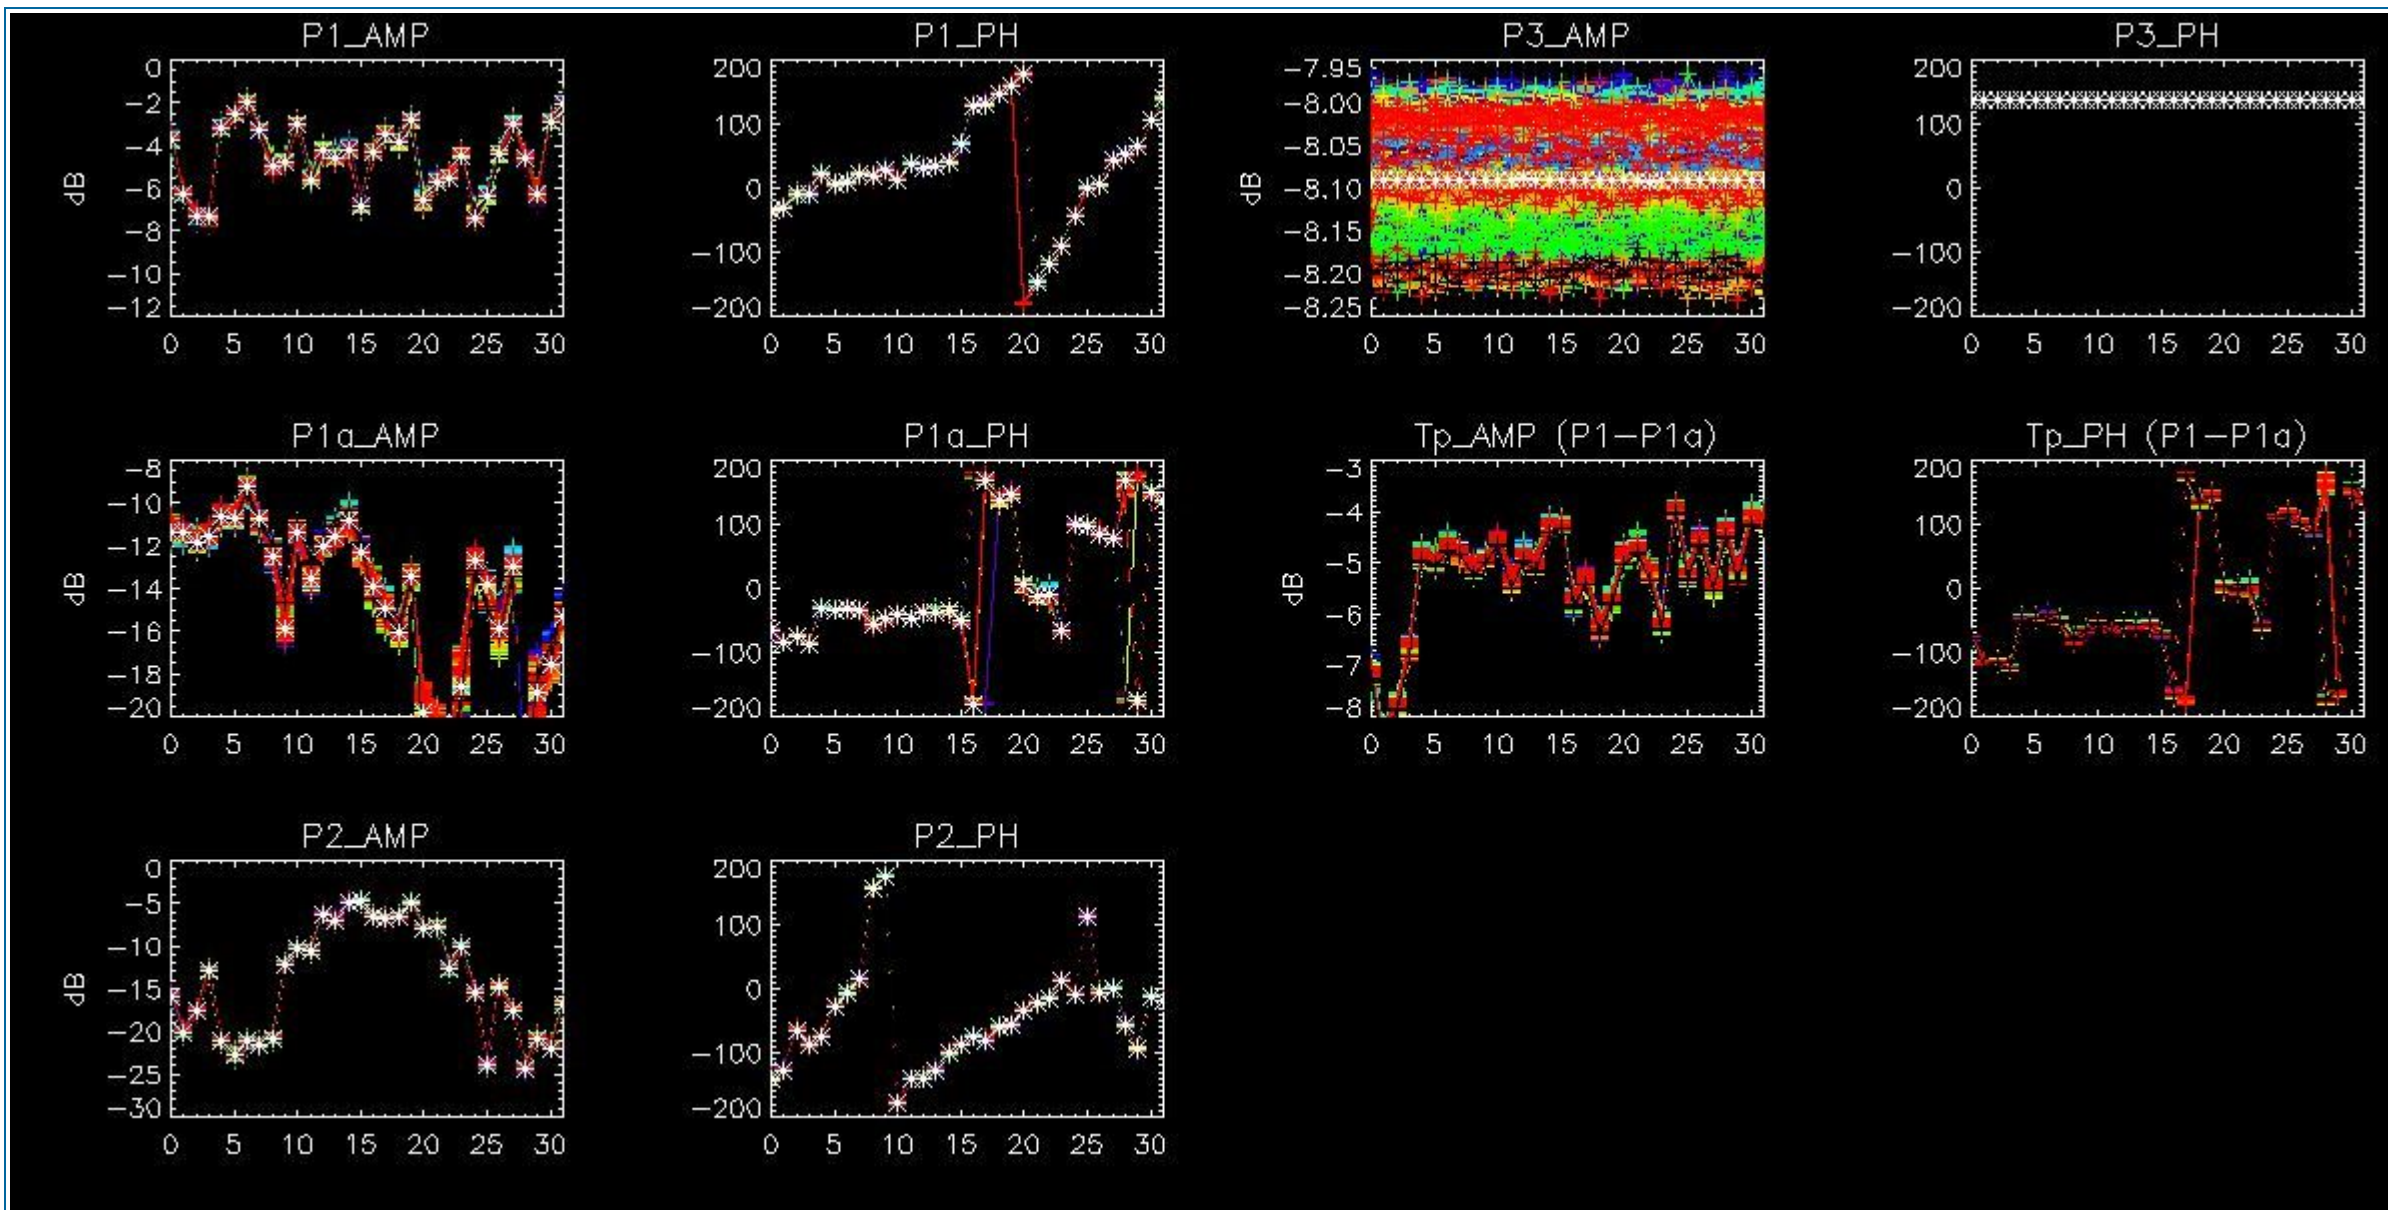 P1_AMP P1_PH P3_AMP P3_PH
0 200 -7.95 200
-2 100 -8.00 100
-4 0 -8.05 0
-6 -100 -8.10 -100
-8 -200 -8.15 -200
-10 -8.20
-12 -8.25
dB dB
0 5 10 15 20 25 30 0 5 10 15 20 25 30 0 5 10 15 20 25 30 0 5 10 15 20 25 30
P1a_AMP P1a_PH Tp_AMP (P1-P1a) Tp_PH (P1-P1a)
-8 200 -3 200
-10 100 -4 100
-12 0 -5 0
-14 -100 -6 -100
-16 -200 -7 -200
-18 -8
-20
dB dB
0 5 10 15 20 25 30 0 5 10 15 20 25 30 0 5 10 15 20 25 30 0 5 10 15 20 25 30
P2_AMP P2_PH
0 200
-5 100
-10 0
-15 -100
-20 -200
-25
-30
dB
0 5 10 15 20 25 30 0 5 10 15 20 25 30